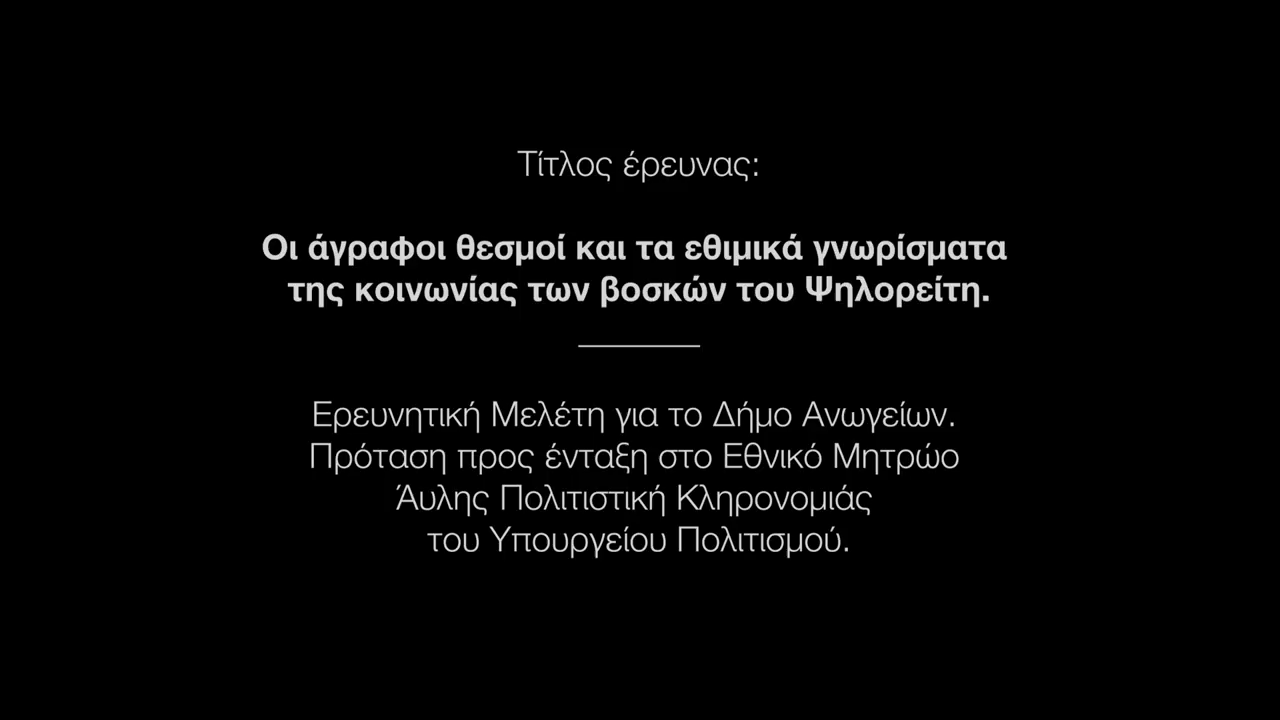 Τίτλος έρευνας:
Οι άγραφοι θεσμοί και τα εθιμικά γνωρίσματα
της κοινωνίας των βοσκών του Ψηλορείτη.
Ερευνητική Μελέτη για το Δήμο Ανωγείων.
Πρόταση προς ένταξη στο Εθνικό Μητρώο
Άυλης Πολιτιστική Κληρονομιάς
του Υπουργείου Πολιτισμού.